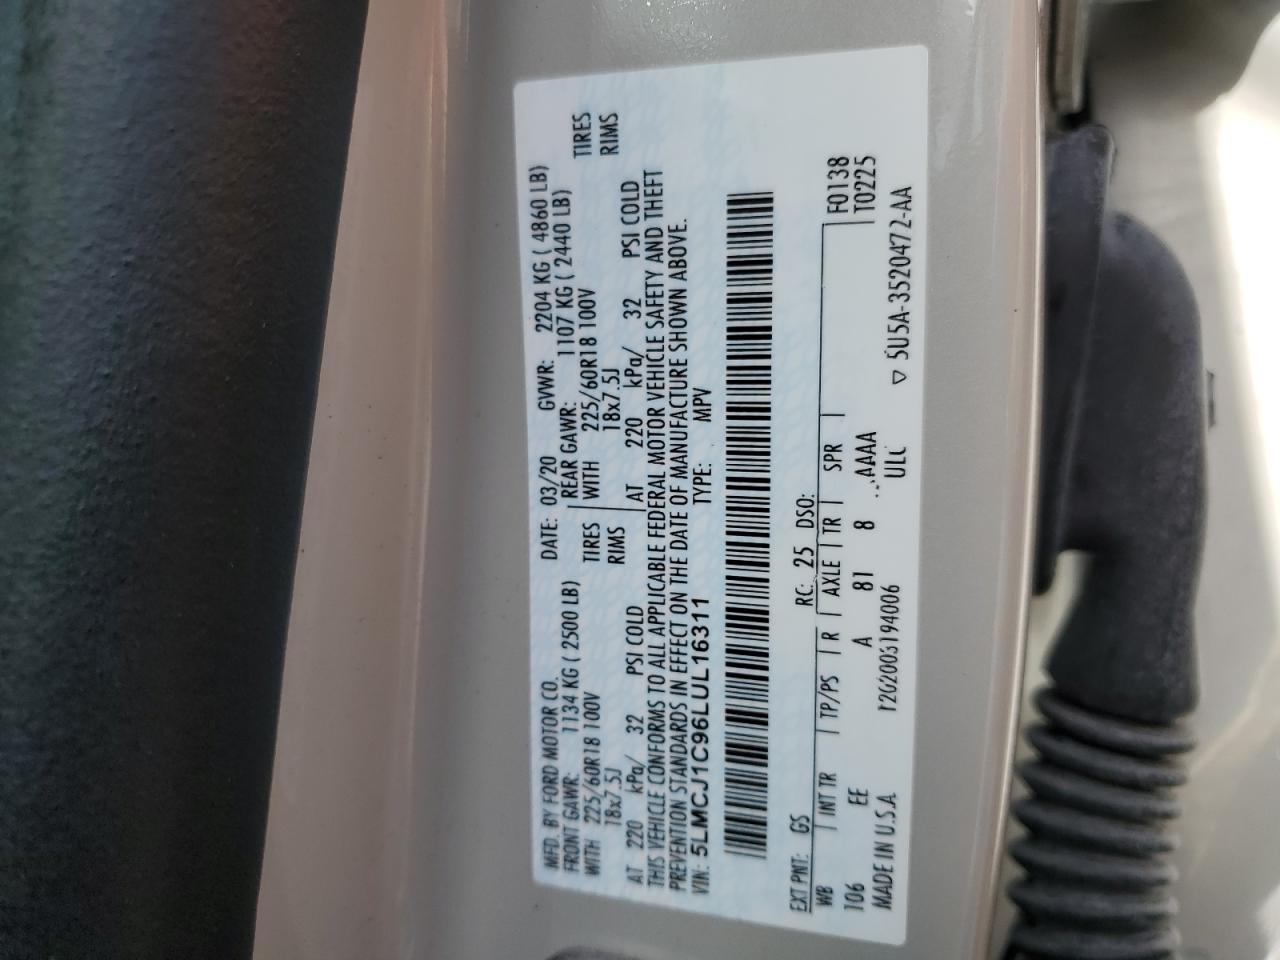 MFD. BY FORD MOTOR CO. DATE: 03/20 GVWR: 2204 KG ( 4860 LB)
FRONT GAWR: 1134 KG ( 2500 LB) REAR GAWR: 1107 KG ( 2440 LB)
WITH 225/60R18 100V TIRES WITH 225/60R18 100V TIRES
18x7.5J RIMS 18x7.5J RIMS
AT 220 kPa/ 32 PSI COLD AT 220 kPa/ 32 PSI COLD
THIS VEHICLE CONFORMS TO ALL APPLICABLE FEDERAL MOTOR VEHICLE SAFETY AND THEFT
PREVENTION STANDARDS IN EFFECT ON THE DATE OF MANUFACTURE SHOWN ABOVE.
VIN: 5LMCJ1C96LUL16311 TYPE: MPV
EXT PNT: GS RC: 25 DSO: F0138
WB INT TR TP/PS R AXLE TR SPR T0225
106 EE A 81 8 AAAA
MADE IN U.S.A. ULC ▽ 5U5A-3520472-AA